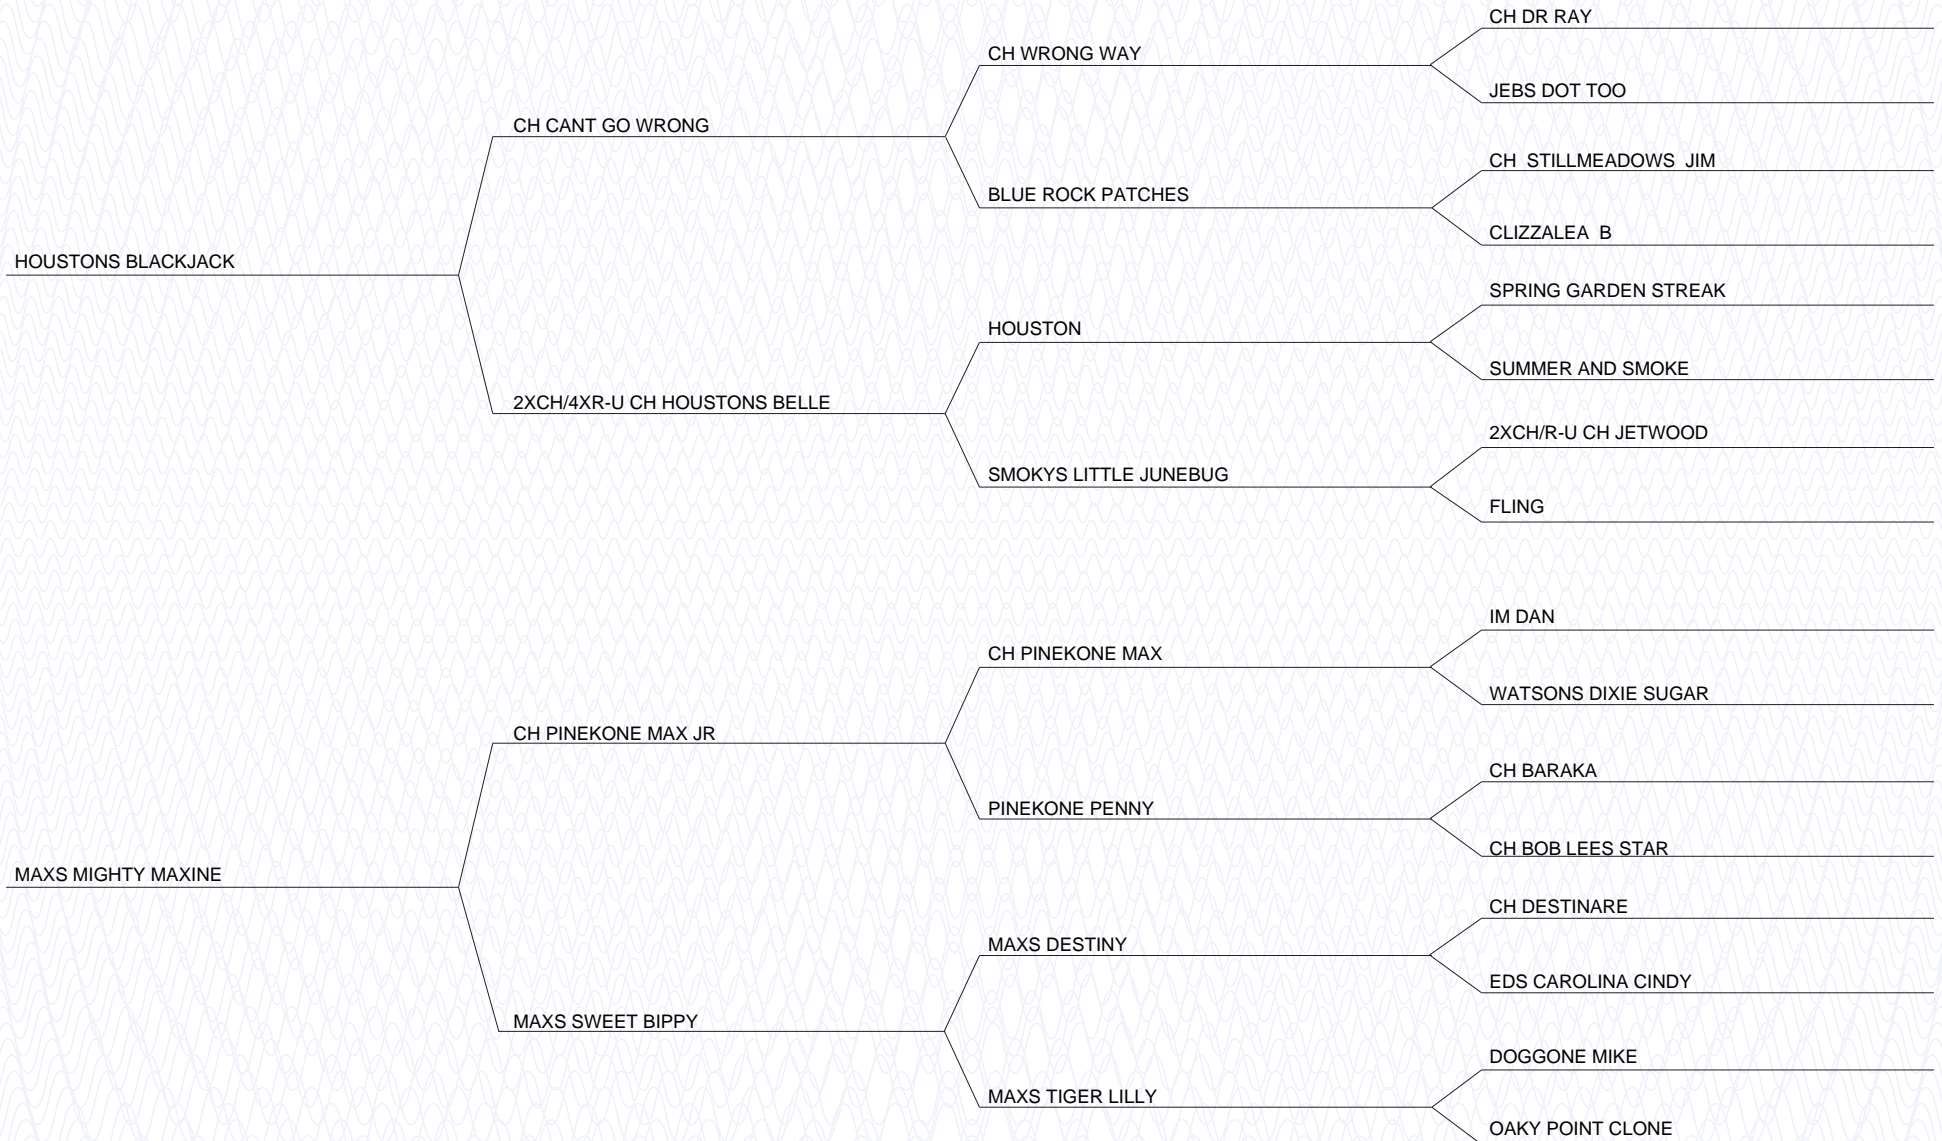 CH DR RAY
CH WRONG WAY
JEBS DOT TOO
CH CANT GO WRONG
CH  STILLMEADOWS  JIM
BLUE ROCK PATCHES
CLIZZALEA  B
HOUSTONS BLACKJACK
SPRING GARDEN STREAK
HOUSTON
SUMMER AND SMOKE
2XCH/4XR-U CH HOUSTONS BELLE
2XCH/R-U CH JETWOOD
SMOKYS LITTLE JUNEBUG
FLING
IM DAN
CH PINEKONE MAX
WATSONS DIXIE SUGAR
CH PINEKONE MAX JR
CH BARAKA
PINEKONE PENNY
CH BOB LEES STAR
MAXS MIGHTY MAXINE
CH DESTINARE
MAXS DESTINY
EDS CAROLINA CINDY
MAXS SWEET BIPPY
DOGGONE MIKE
MAXS TIGER LILLY
OAKY POINT CLONE